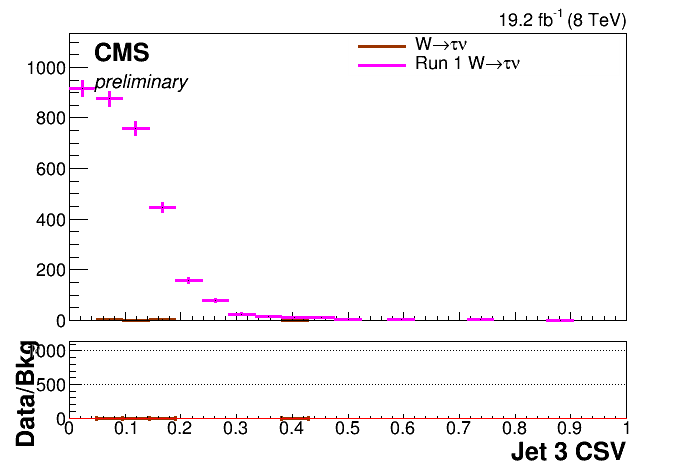 19.2 fb-1 (8 TeV)
CMS
preliminary
W→τν
Run 1 W→τν
1000
800
600
400
200
0
Data/Bkg
1000
500
0
0 0.1 0.2 0.3 0.4 0.5 0.6 0.7 0.8 0.9 1
Jet 3 CSV